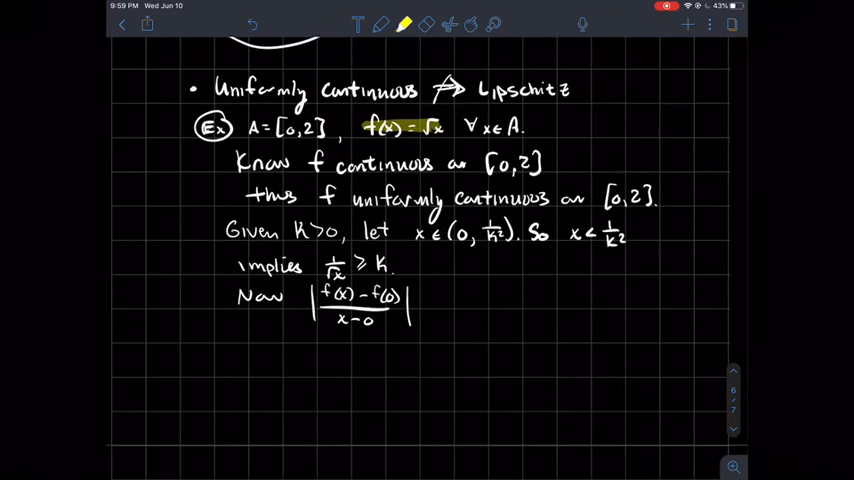 9:59 PM Wed Jun 10
43%
T
• Uniformly continuous ⇏ Lipschitz
Ex A = [0,2] , f(x) = √x ∀ x ∈ A.
Know f continuous on [0,2]
thus f uniformly continuous on [0,2].
Given K>0, let x ∈ (0, 1/K²). So x < 1/K²
implies 1/√x ≥ K.
Now | (f(x) - f(0))/(x-0) |
6
/
7